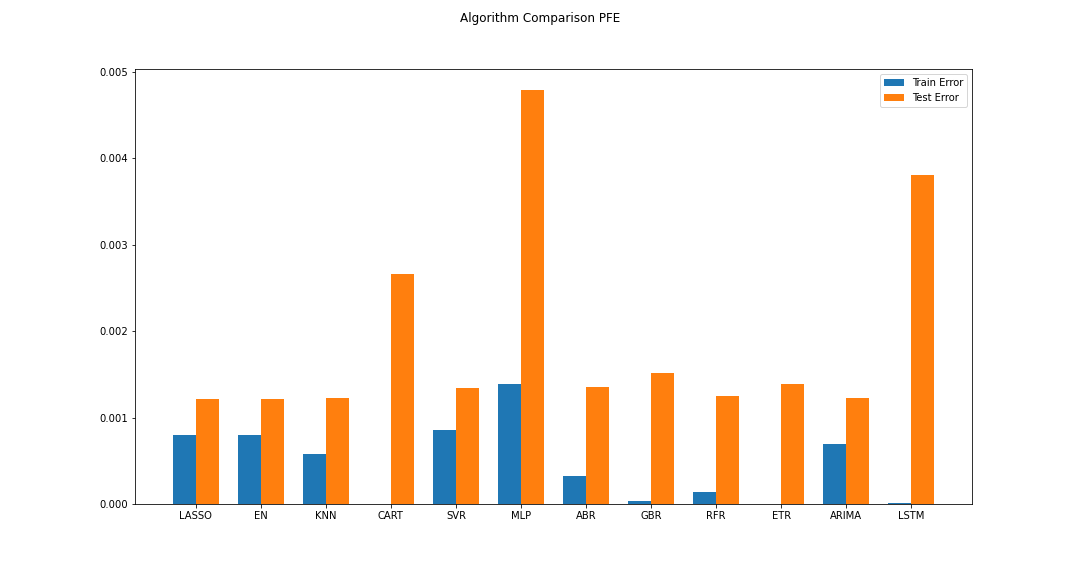 Algorithm Comparison PFE
Train Error
Test Error
0.005
0.004
0.003
0.002
0.001
0.000
LASSO EN KNN CART SVR MLP ABR GBR RFR ETR ARIMA LSTM